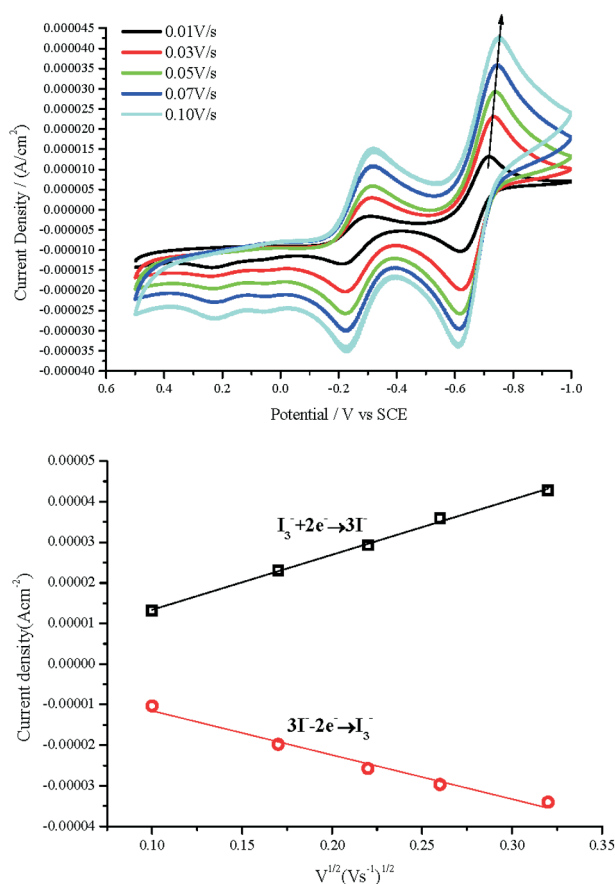 0.000050
0.000045
0.000040
0.000035
0.000030
0.000025
0.000020
0.000015
0.000010
0.000005
0.000000
-0.000005
-0.000010
-0.000015
-0.000020
-0.000025
-0.000030
-0.000035
-0.000040
Current Density / (A/cm²)
0.01V/s
0.03V/s
0.05V/s
0.07V/s
0.10V/s
0.6 0.4 0.2 0.0 -0.2 -0.4 -0.6 -0.8 -1.0
Potential / V vs SCE
0.00005
0.00004
0.00003
0.00002
0.00001
0.00000
-0.00001
-0.00002
-0.00003
-0.00004
Current density(Acm⁻²)
I₃⁻+2e⁻→3I⁻
3I⁻-2e⁻→I₃⁻
0.10 0.15 0.20 0.25 0.30 0.35
V^1/2(Vs⁻¹)^1/2